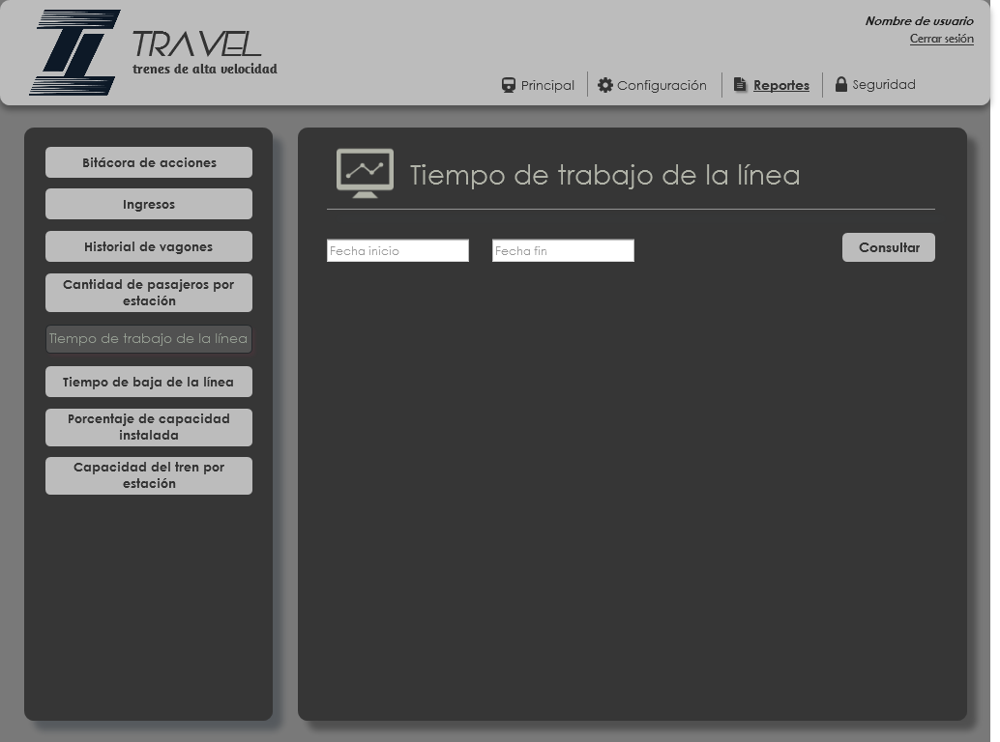 TRAVEL
trenes de alta velocidad
Nombre de usuario
Cerrar sesión
Principal
Configuración
Reportes
Seguridad
Bitácora de acciones
Ingresos
Historial de vagones
Cantidad de pasajeros por
estación
Tiempo de trabajo de la línea
Tiempo de baja de la línea
Porcentaje de capacidad
instalada
Capacidad del tren por
estación
Tiempo de trabajo de la línea
Fecha inicio
Fecha fin
Consultar